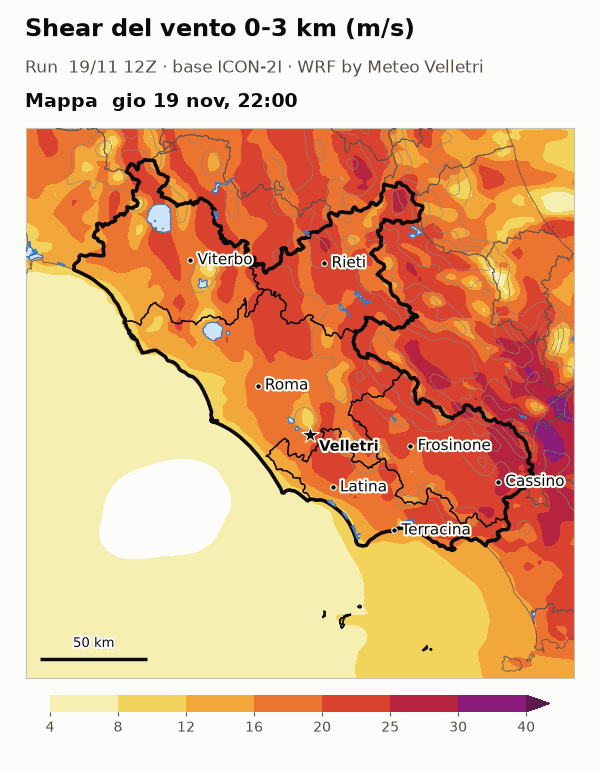 Shear del vento 0-3 km (m/s)
Run  19/11 12Z · base ICON-2I · WRF by Meteo Velletri
Mappa  gio 19 nov, 22:00
Viterbo
Rieti
Roma
Velletri
Frosinone
Latina
Cassino
Terracina
50 km
4 8 12 16 20 25 30 40